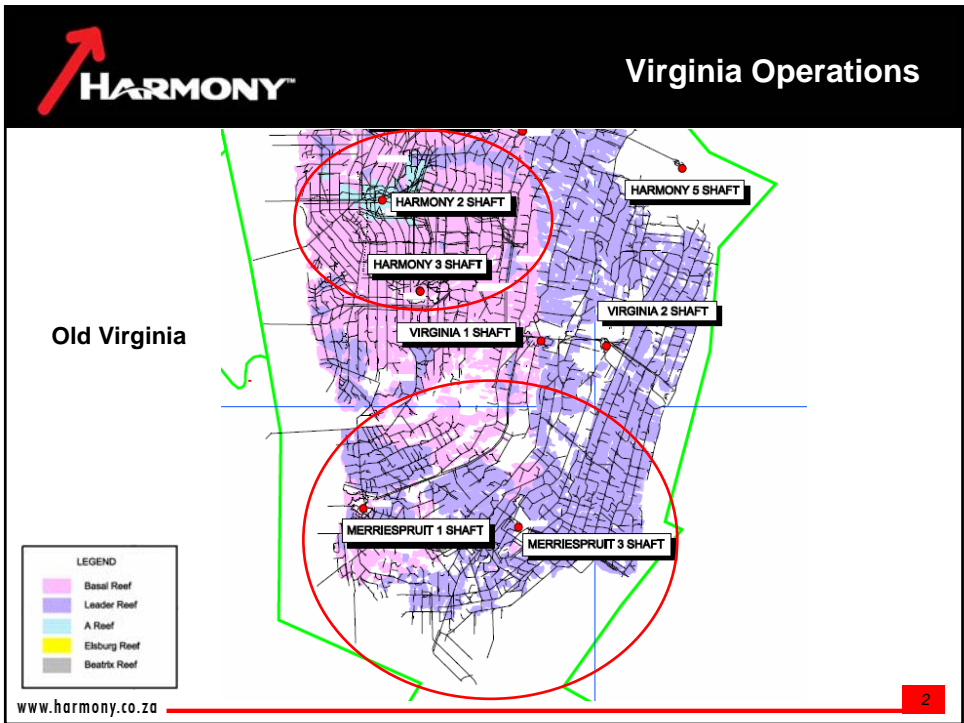 HARMONY™
Virginia Operations
HARMONY 5 SHAFT
HARMONY 2 SHAFT
HARMONY 3 SHAFT
VIRGINIA 2 SHAFT
VIRGINIA 1 SHAFT
Old Virginia
MERRIESPRUIT 1 SHAFT
MERRIESPRUIT 3 SHAFT
LEGEND
Basal Reef
Leader Reef
A Reef
Elsburg Reef
Beatrix Reef
www.harmony.co.za
2